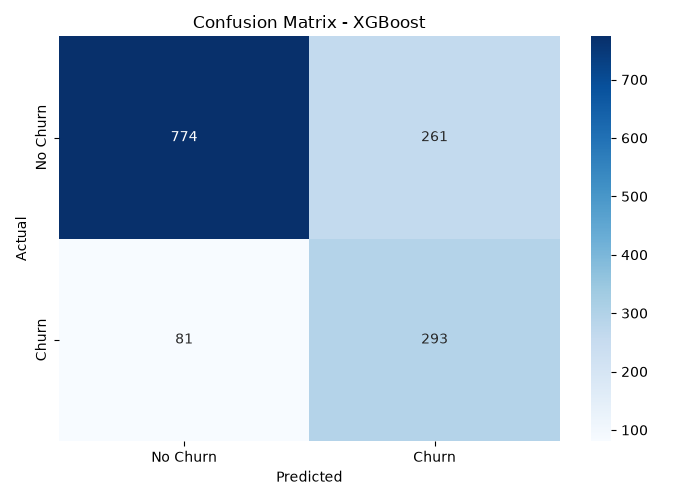 Confusion Matrix - XGBoost
No Churn
774
261
Churn
81
293
Actual
No Churn
Churn
Predicted
700
600
500
400
300
200
100